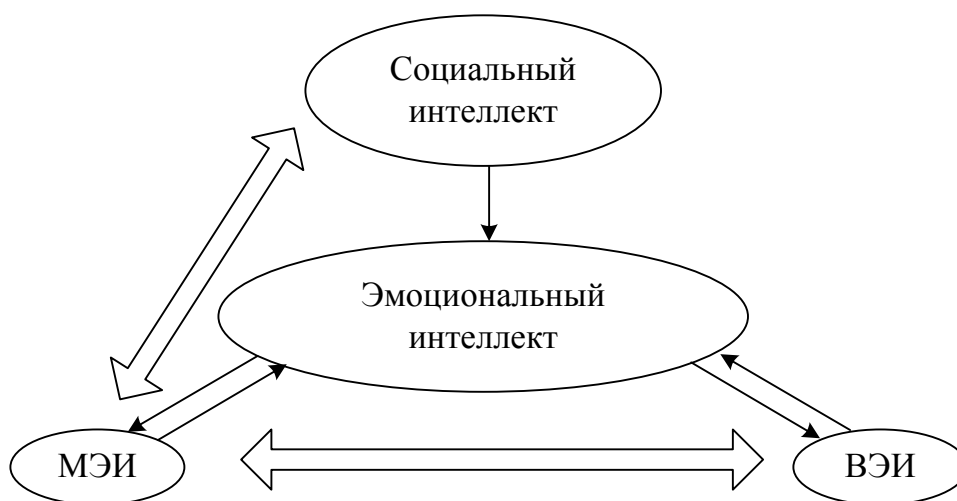 Социальный
интеллект
Эмоциональный
интеллект
МЭИ
ВЭИ